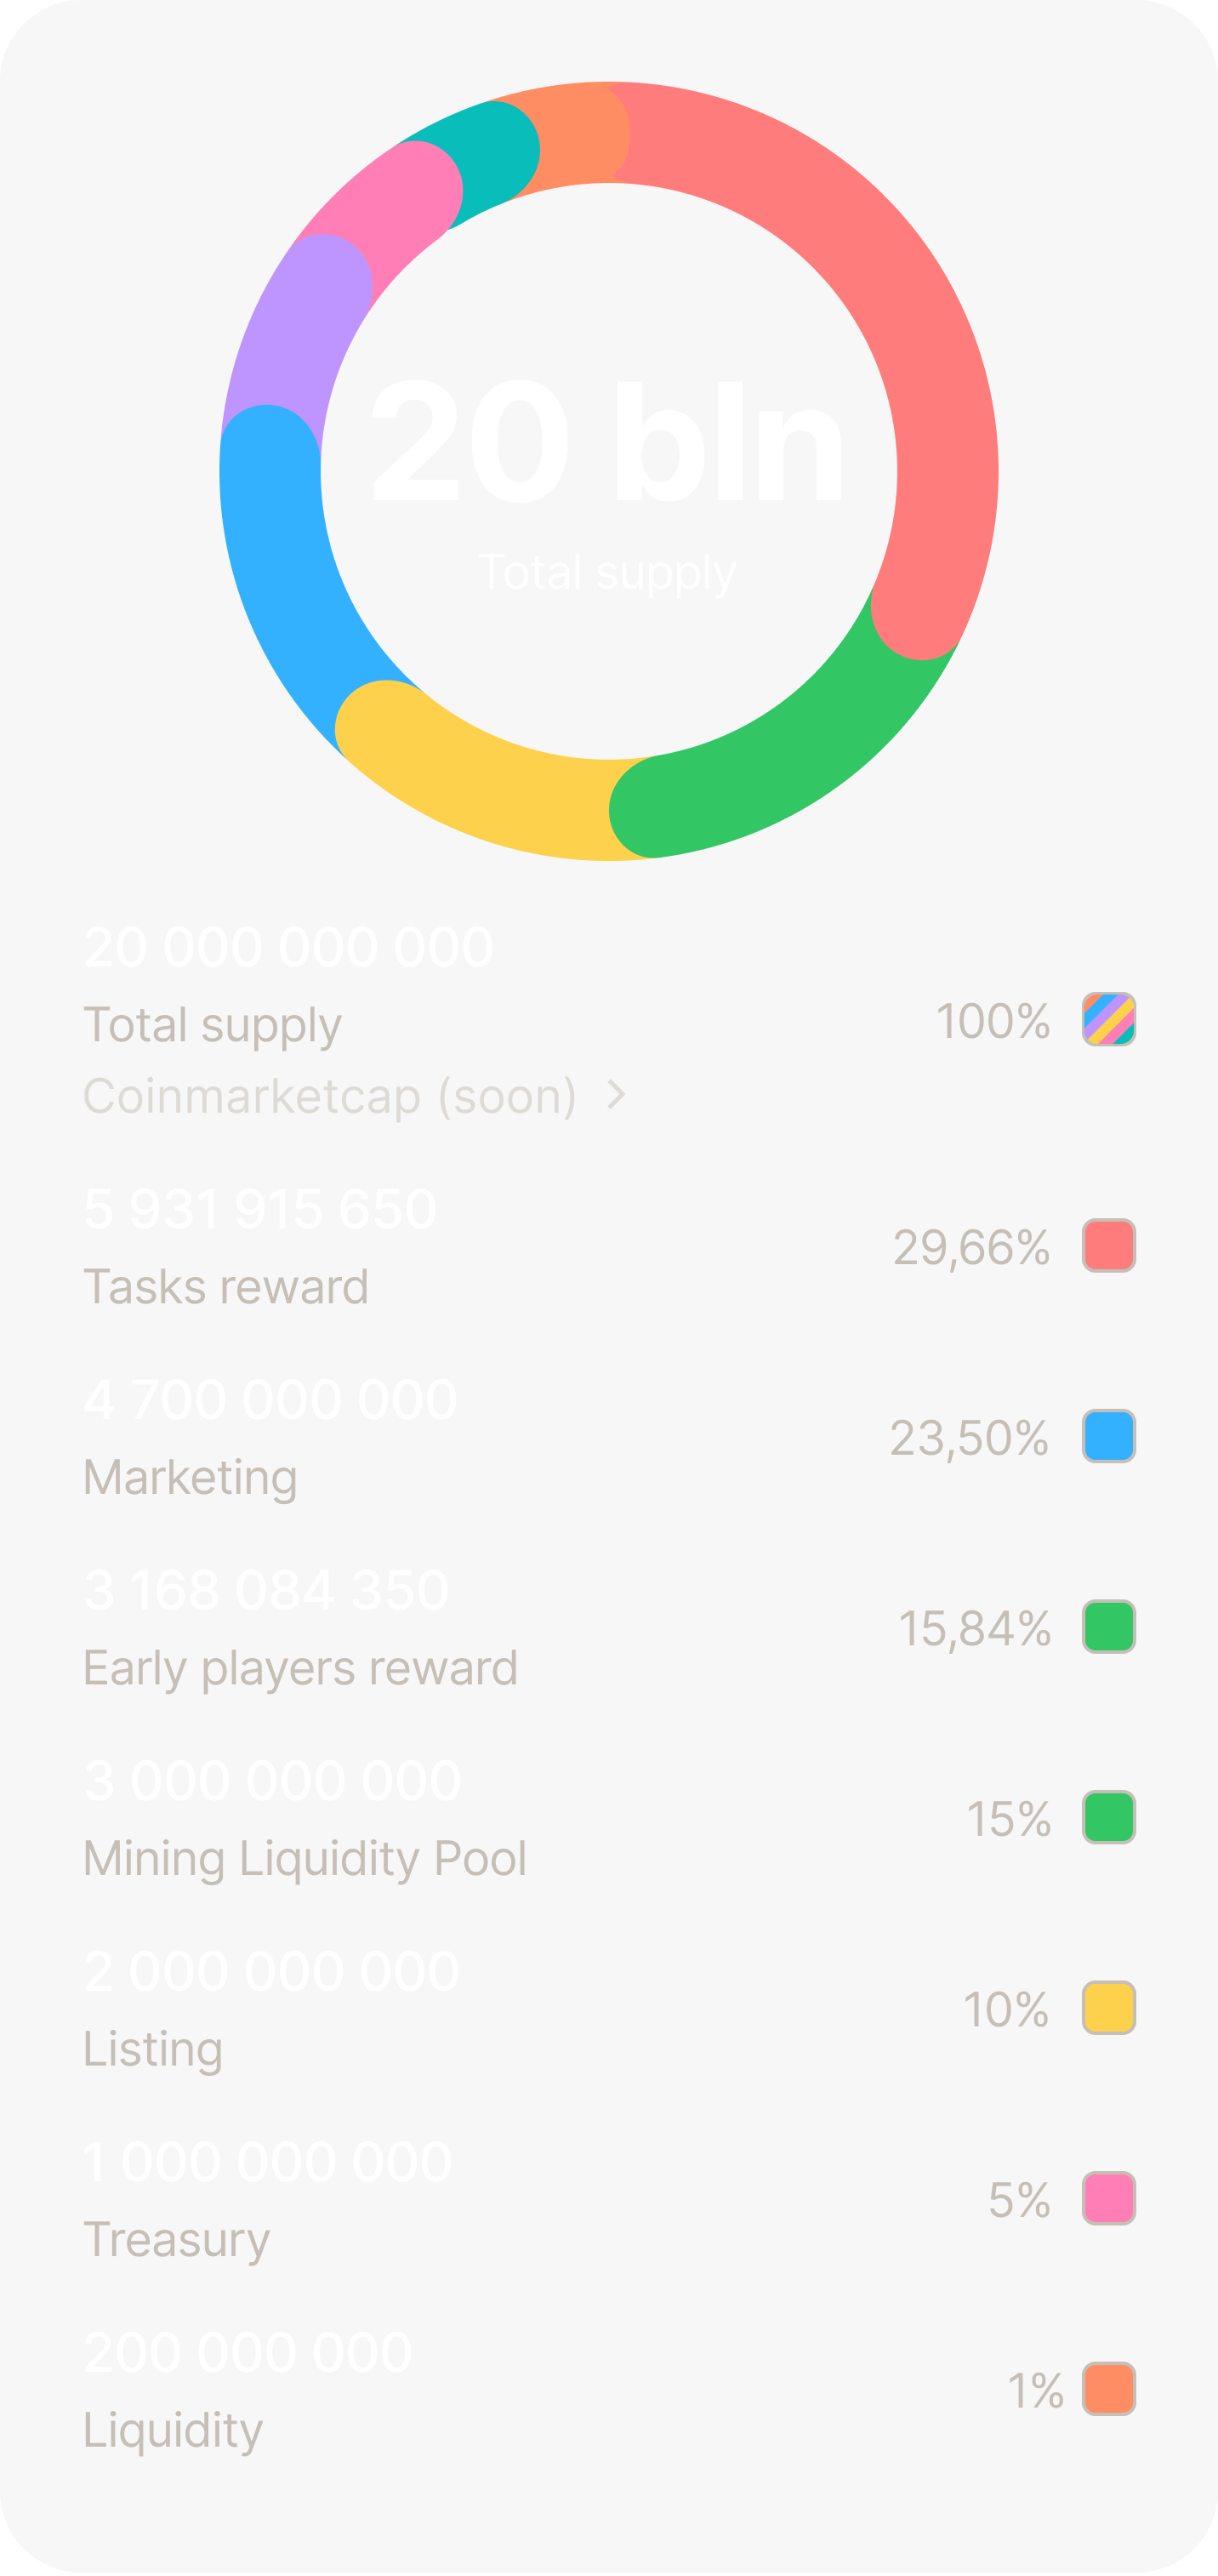 20 bln
Total supply
20 000 000 000
Total supply
100%
Coinmarketcap (soon) >
5 931 915 650
29,66%
Tasks reward
4 700 000 000
23,50%
Marketing
3 168 084 350
15,84%
Early players reward
3 000 000 000
15%
Mining Liquidity Pool
2 000 000 000
10%
Listing
1 000 000 000
5%
Treasury
200 000 000
1%
Liquidity